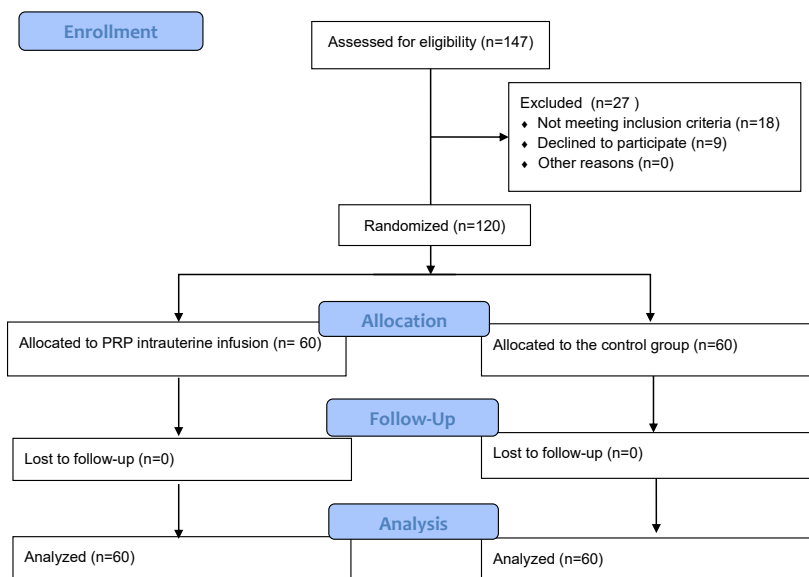 Enrollment
Assessed for eligibility (n=147)
Excluded  (n=27 )
♦ Not meeting inclusion criteria (n=18)
♦ Declined to participate (n=9)
♦ Other reasons (n=0)
Randomized (n=120)
Allocation
Allocated to PRP intrauterine infusion (n= 60)
Allocated to the control group (n=60)
Follow-Up
Lost to follow-up (n=0)
Lost to follow-up (n=0)
Analysis
Analyzed (n=60)
Analyzed (n=60)